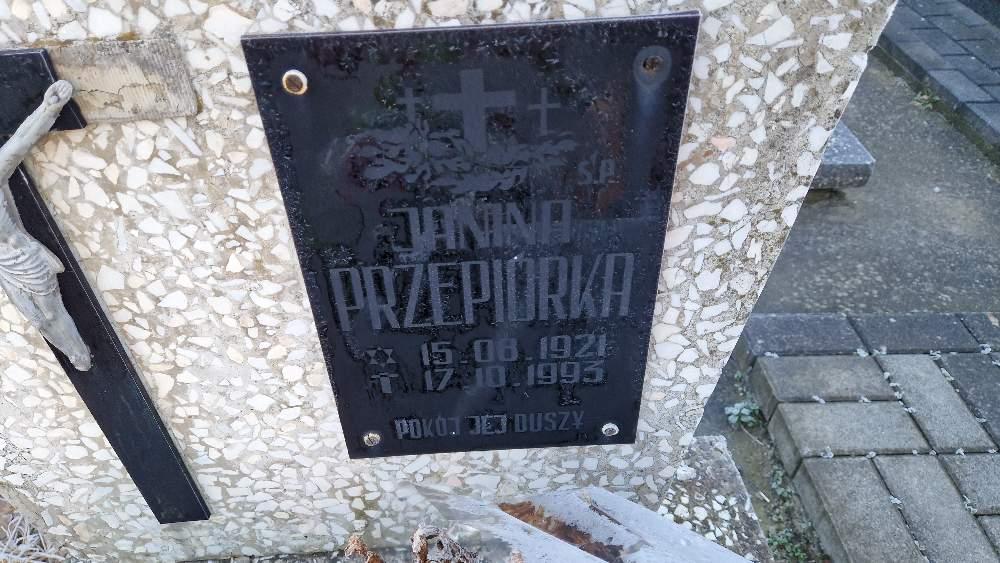 Ś.P.
JANINA
PRZEPIÓRKA
15.08.1921
17.10.1993
POKÓJ JEJ DUSZY